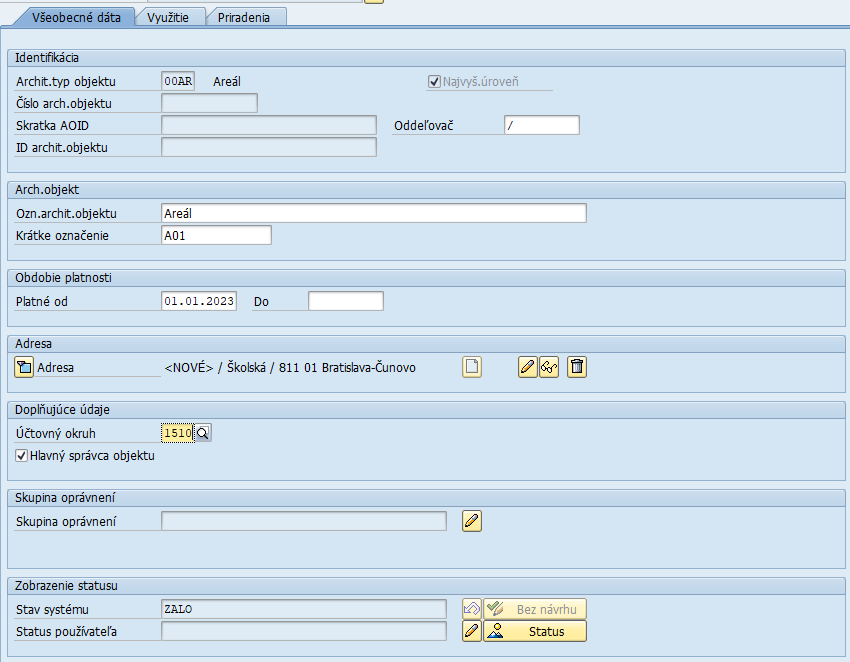 Všeobecné dáta Využitie Priradenia
Identifikácia
Archit.typ objektu 00AR Areál Najvyš.úroveň
Číslo arch.objektu
Skratka AOID Oddeľovač /
ID archit.objektu
Arch.objekt
Ozn.archit.objektu Areál
Krátke označenie A01
Obdobie platnosti
Platné od 01.01.2023 Do
Adresa
Adresa <NOVÉ> / Školská / 811 01 Bratislava-Čunovo
Doplňujúce údaje
Účtovný okruh 1510
Hlavný správca objektu
Skupina oprávnení
Skupina oprávnení
Zobrazenie statusu
Stav systému ZALO Bez návrhu
Status používateľa Status